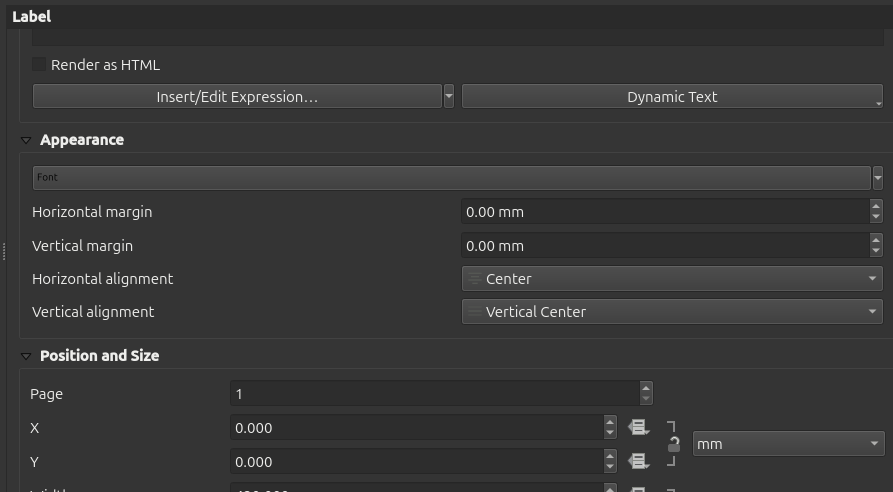 Label
Render as HTML
Insert/Edit Expression… Dynamic Text
Appearance
Font
Horizontal margin 0.00 mm
Vertical margin 0.00 mm
Horizontal alignment Center
Vertical alignment Vertical Center
Position and Size
Page 1
X 0.000
mm
Y 0.000